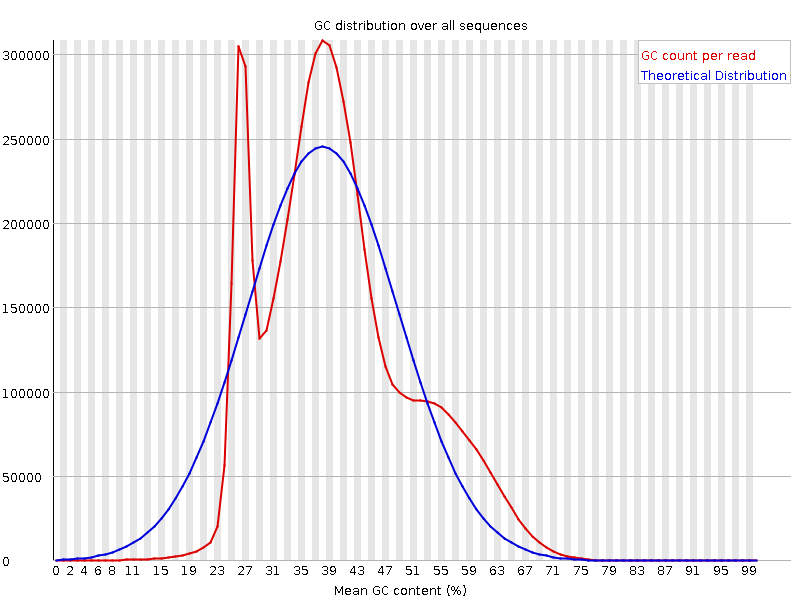 GC distribution over all sequences
GC count per read
Theoretical Distribution
300000
250000
200000
150000
100000
50000
0
0 2 4 6 8 11 15 19 23 27 31 35 39 43 47 51 55 59 63 67 71 75 79 83 87 91 95 99
Mean GC content (%)